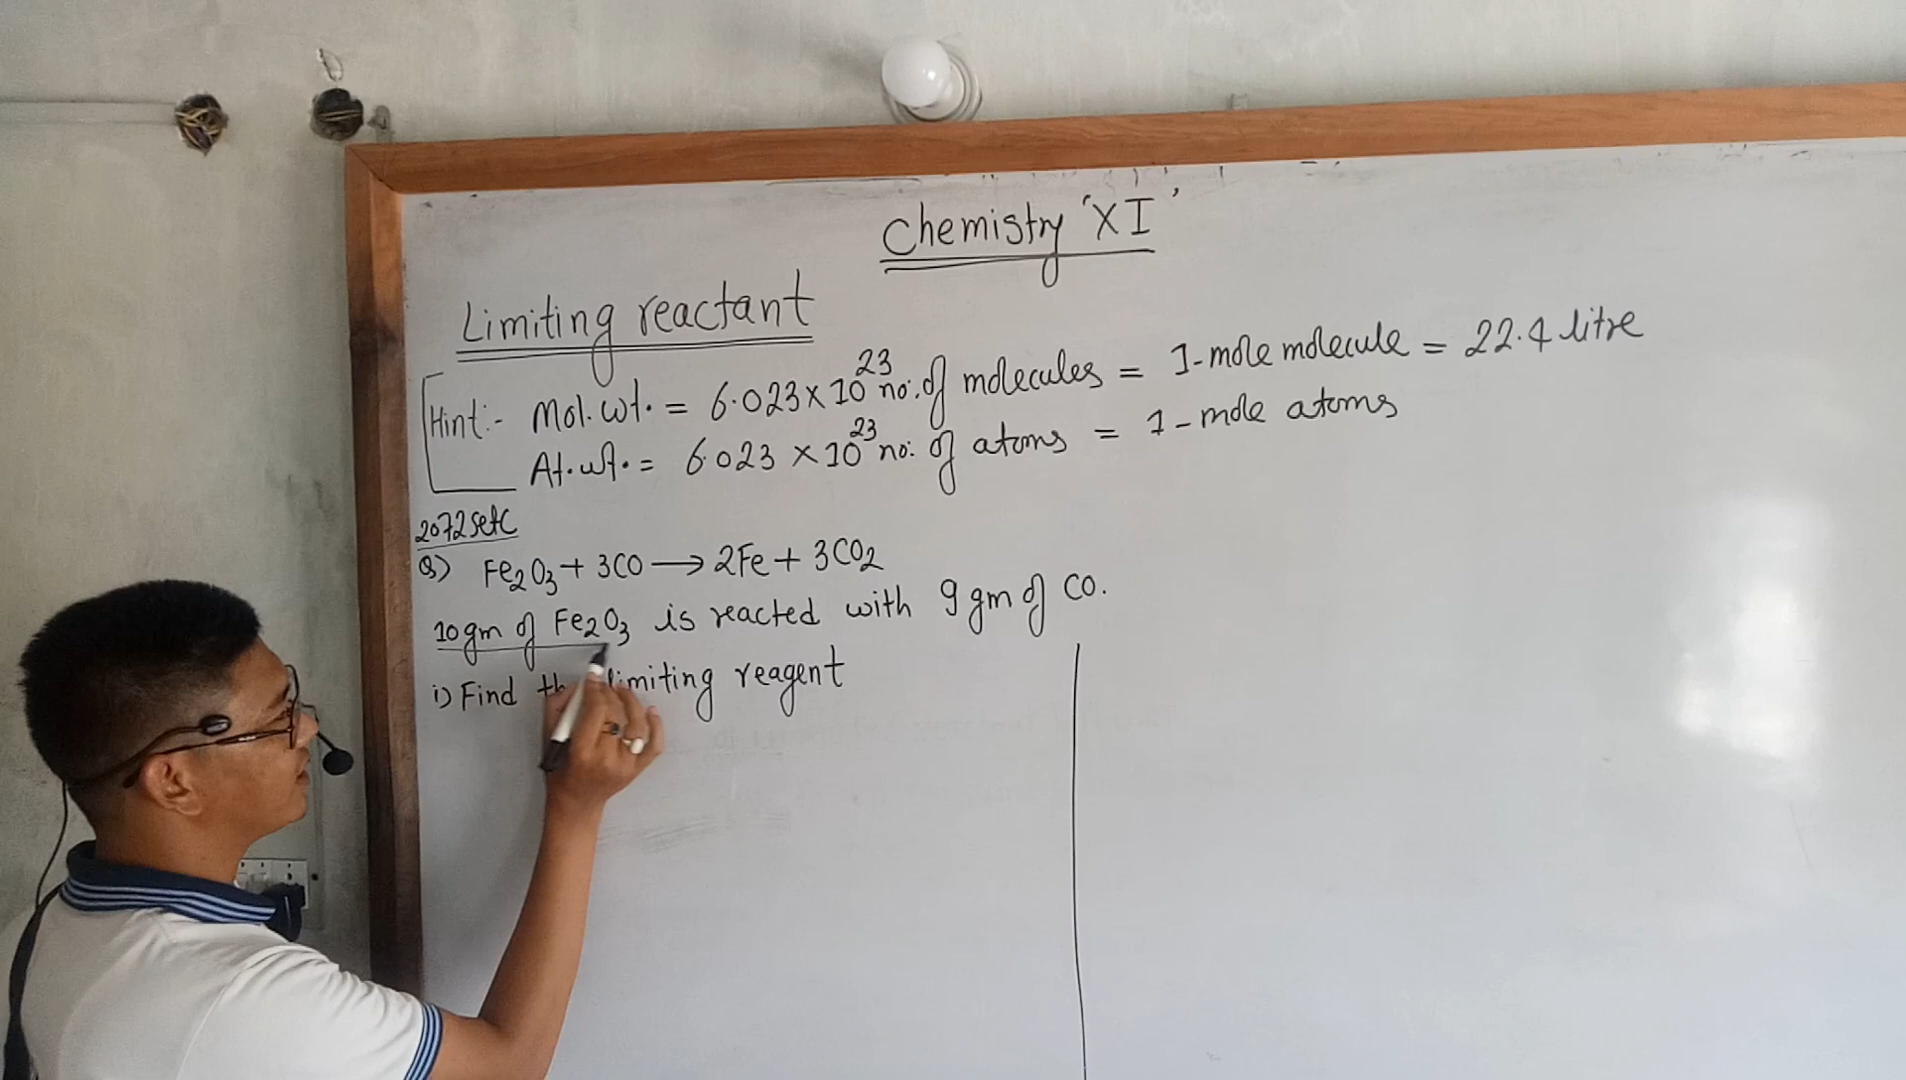 Chemistry 'XI'
Limiting reactant
Hint:- Mol. wt. = 6.023 x 10²³ no. of molecules = 1-mole molecule = 22.4 litre
At. wt. = 6.023 x 10²³ no. of atoms = 1-mole atoms
2072 set C
Q) Fe₂O₃ + 3CO → 2Fe + 3CO₂
10 gm of Fe₂O₃ is reacted with 9 gm of CO.
i) Find the limiting reagent